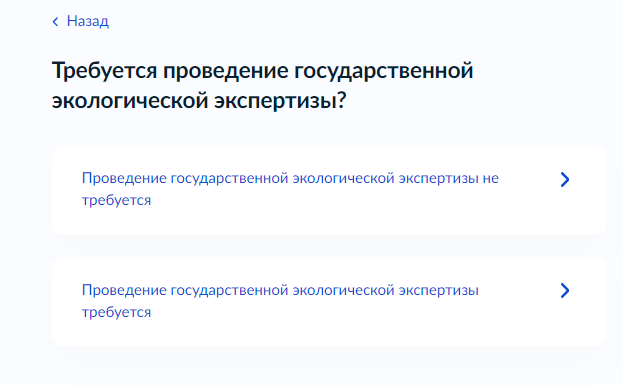 Назад
Требуется проведение государственной
экологической экспертизы?
Проведение государственной экологической экспертизы не
требуется
Проведение государственной экологической экспертизы
требуется